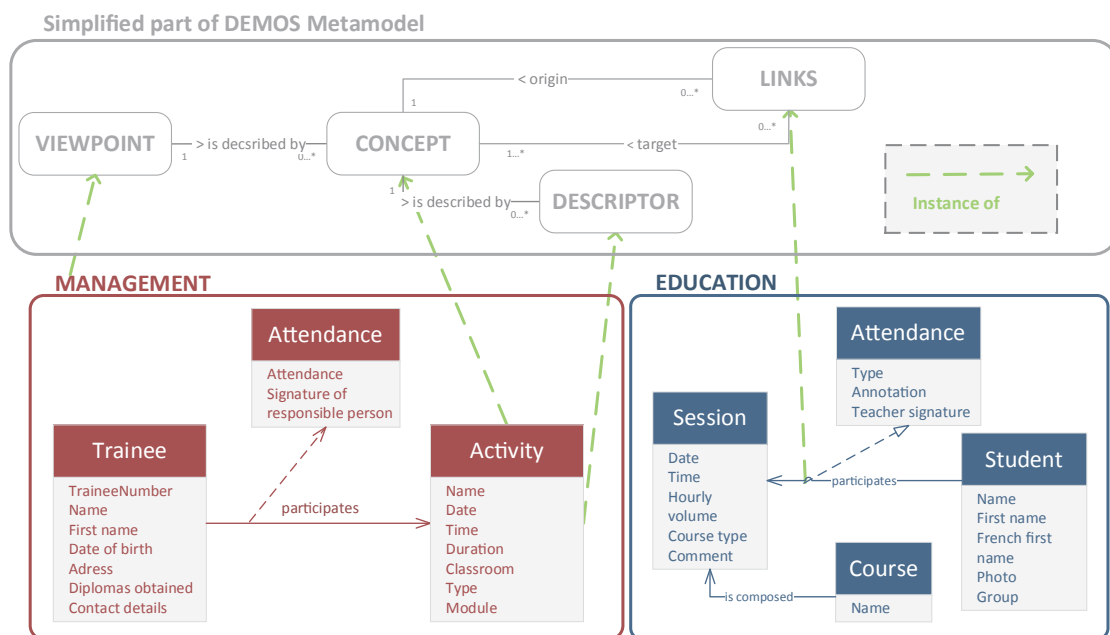 Simplified part of DEMOS Metamodel
< origin
LINKS
1
0...*
0...*
VIEWPOINT
> is decsribed by
CONCEPT
< target
1
0...*
1...*
1
> is described by
DESCRIPTOR
0...*
Instance of
MANAGEMENT
Attendance
Attendance
Signature of
responsible person
Trainee
TraineeNumber
Name
First name
Date of birth
Adress
Diplomas obtained
Contact details
participates
Activity
Name
Date
Time
Duration
Classroom
Type
Module
EDUCATION
Attendance
Type
Annotation
Teacher signature
Session
Date
Time
Hourly
volume
Course type
Comment
participates
Student
Name
First name
French first
name
Photo
Group
is composed
Course
Name